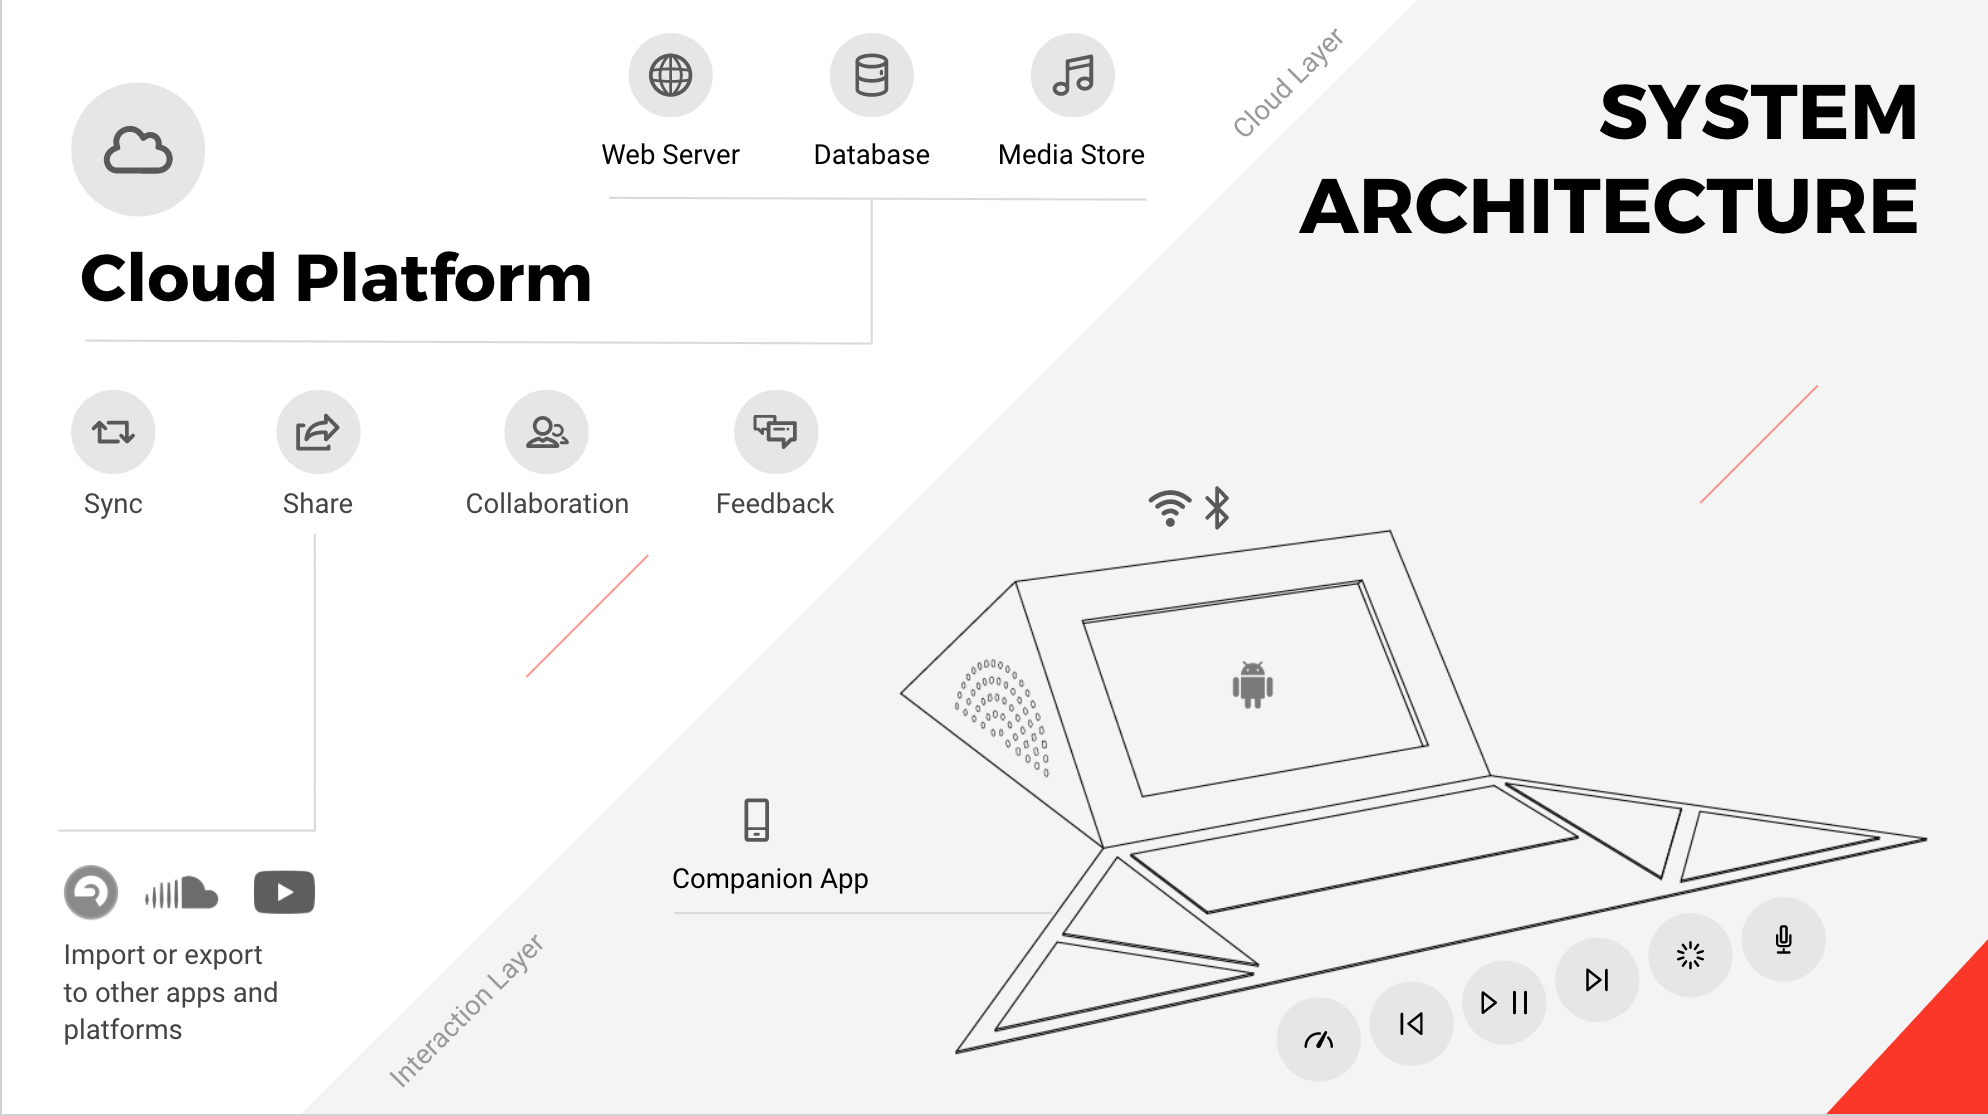 SYSTEM
ARCHITECTURE
Cloud Layer
Web Server
Database
Media Store
Cloud Platform
Sync
Share
Collaboration
Feedback
Companion App
Import or export
to other apps and
platforms
Interaction Layer